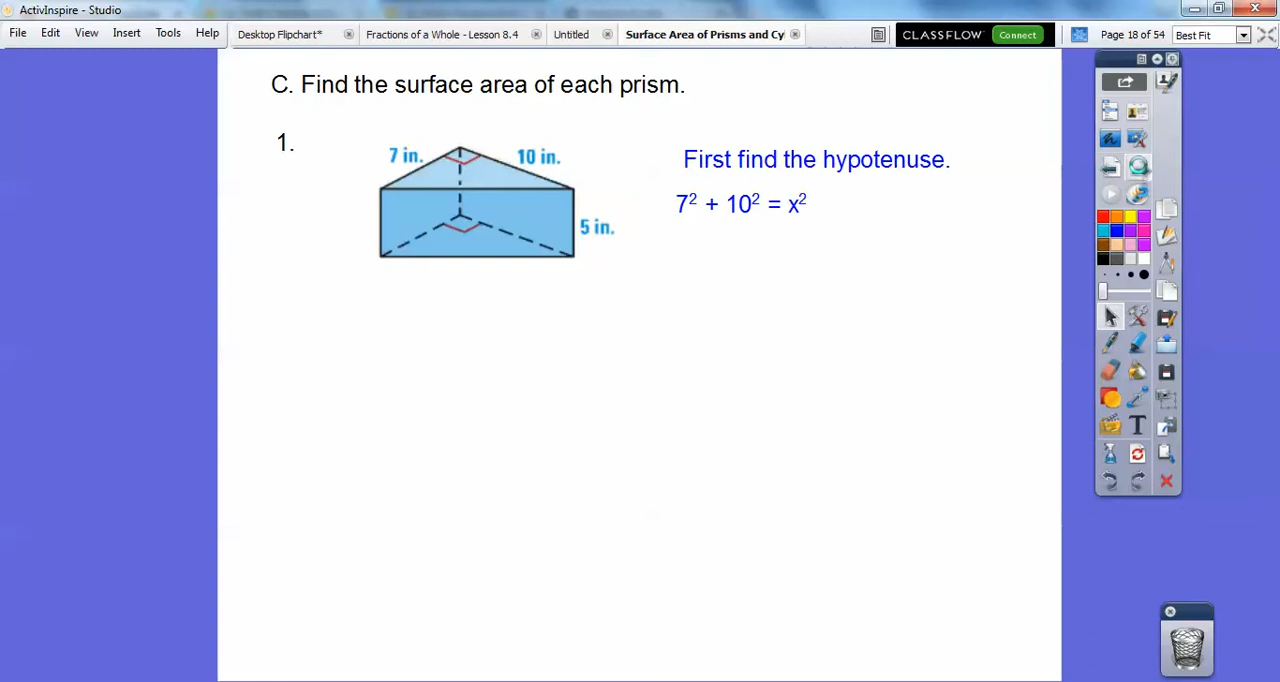 ActivInspire - Studio
File Edit View Insert Tools Help
Desktop Flipchart* Fractions of a Whole - Lesson 8.4 Untitled Surface Area of Prisms and Cyl
CLASSFLOW Connect
Page 18 of 54 Best Fit
C. Find the surface area of each prism.
1.
7 in. 10 in.
5 in.
First find the hypotenuse.
7² + 10² = x²